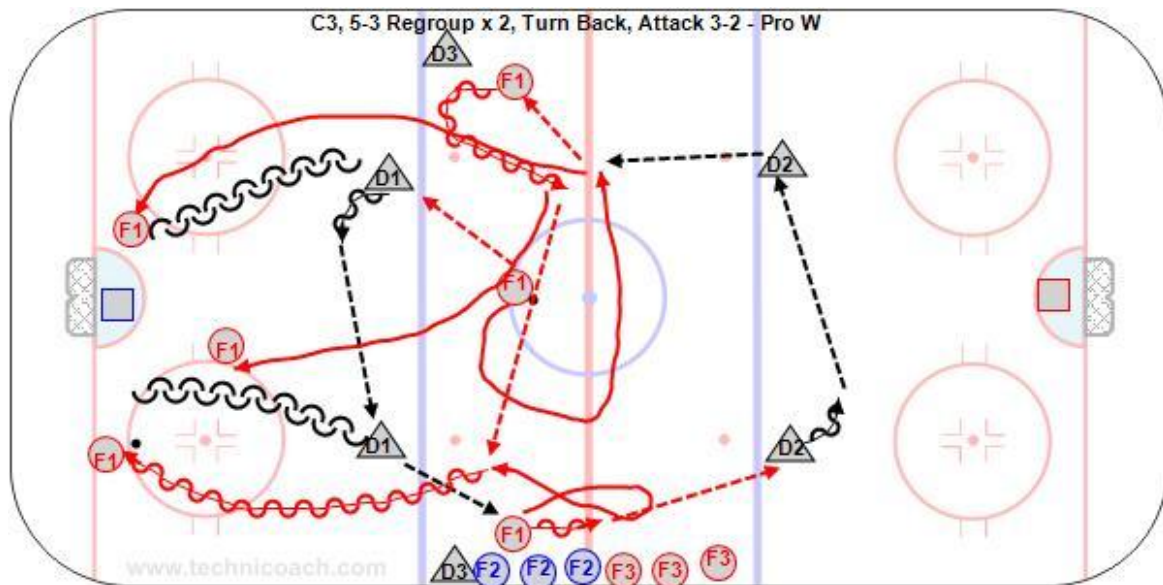 C3, 5-3 Regroup x 2, Turn Back, Attack 3-2 - Pro W
D3
F1
D1
D2
F1
F1
F1
D1
D2
F1
F1
www.technicoach.com
D3
F2
F2
F2
F3
F3
F3